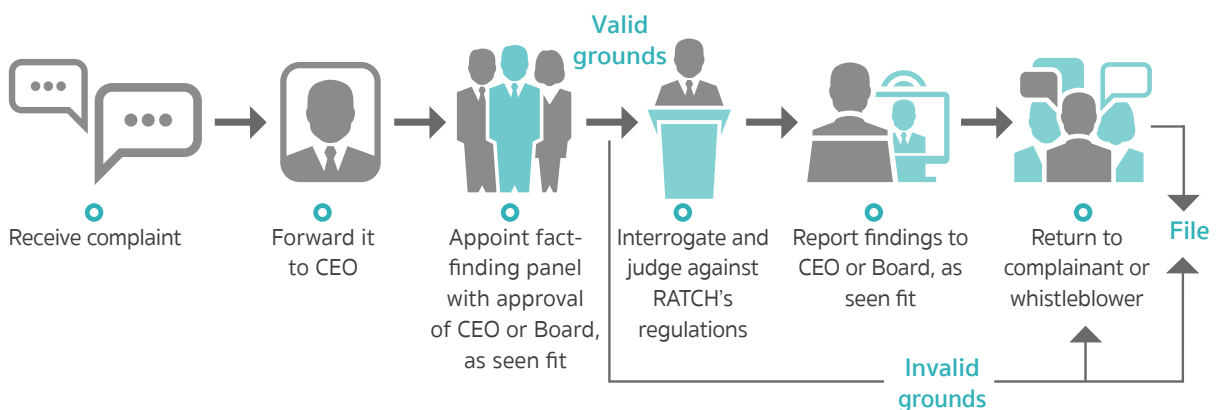 Valid
grounds
Receive complaint
Forward it
to CEO
Appoint fact-
finding panel
with approval
of CEO or Board,
as seen fit
Interrogate and
judge against
RATCH's
regulations
Report findings to
CEO or Board, as
seen fit
Return to
complainant or
whistleblower
File
Invalid
grounds